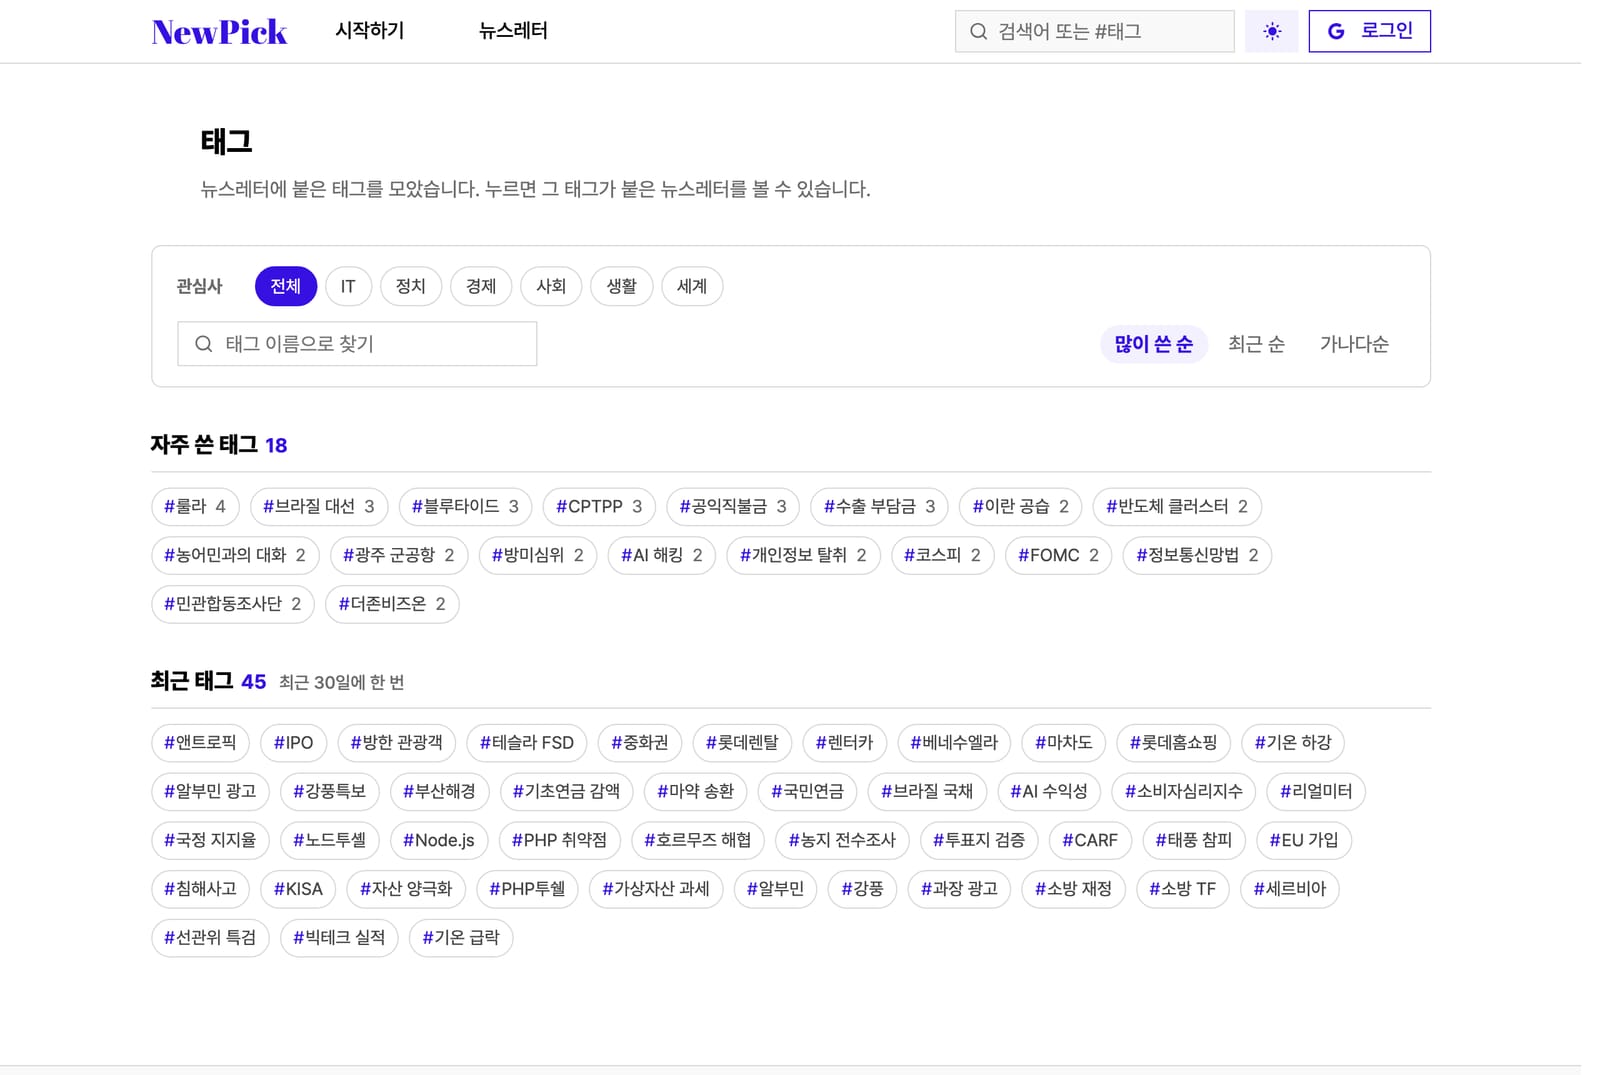 NewPick 시작하기 뉴스레터 검색어 또는 #태그 G 로그인
태그
뉴스레터에 붙은 태그를 모았습니다. 누르면 그 태그가 붙은 뉴스레터를 볼 수 있습니다.
관심사 전체 IT 정치 경제 사회 생활 세계
태그 이름으로 찾기 많이 쓴 순 최근 순 가나다순
자주 쓴 태그 18
#룰라 4 #브라질 대선 3 #블루타이드 3 #CPTPP 3 #공익직불금 3 #수출 부담금 3 #이란 공습 2 #반도체 클러스터 2
#농어민과의 대화 2 #광주 군공항 2 #방미심위 2 #AI 해킹 2 #개인정보 탈취 2 #코스피 2 #FOMC 2 #정보통신망법 2
#민관합동조사단 2 #더존비즈온 2
최근 태그 45 최근 30일에 한 번
#앤트로픽 #IPO #방한 관광객 #테슬라 FSD #중화권 #롯데렌탈 #렌터카 #베네수엘라 #마차도 #롯데홈쇼핑 #기온 하강
#알부민 광고 #강풍특보 #부산해경 #기초연금 감액 #마약 송환 #국민연금 #브라질 국채 #AI 수익성 #소비자심리지수 #리얼미터
#국정 지지율 #노드투셸 #Node.js #PHP 취약점 #호르무즈 해협 #농지 전수조사 #투표지 검증 #CARF #태풍 참피 #EU 가입
#침해사고 #KISA #자산 양극화 #PHP투쉘 #가상자산 과세 #알부민 #강풍 #과장 광고 #소방 재정 #소방 TF #세르비아
#선관위 특검 #빅테크 실적 #기온 급락